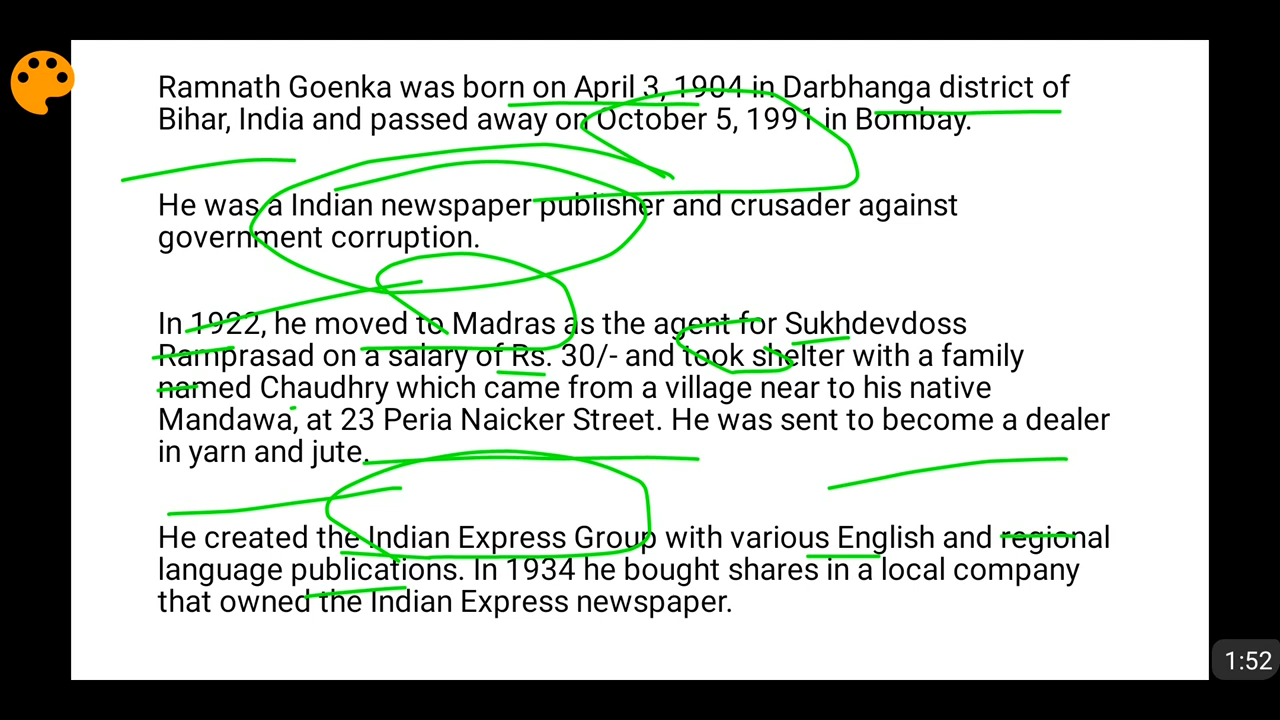 Ramnath Goenka was born on April 3, 1904 in Darbhanga district of
Bihar, India and passed away on October 5, 1991 in Bombay.
He was a Indian newspaper publisher and crusader against
government corruption.
In 1922, he moved to Madras as the agent for Sukhdevdoss
Ramprasad on a salary of Rs. 30/- and took shelter with a family
named Chaudhry which came from a village near to his native
Mandawa, at 23 Peria Naicker Street. He was sent to become a dealer
in yarn and jute.
He created the Indian Express Group with various English and regional
language publications. In 1934 he bought shares in a local company
that owned the Indian Express newspaper.
1:52